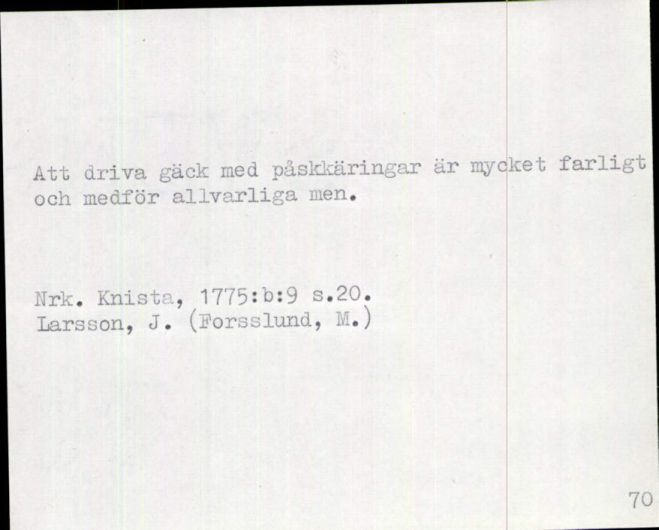 Att driva gäck med påskkäringar är mycket farligt
och medför allvarliga men.
Nrk. Knista, 1775:b:9 s.20.
Larsson, J. (Forsslund, M.)
70